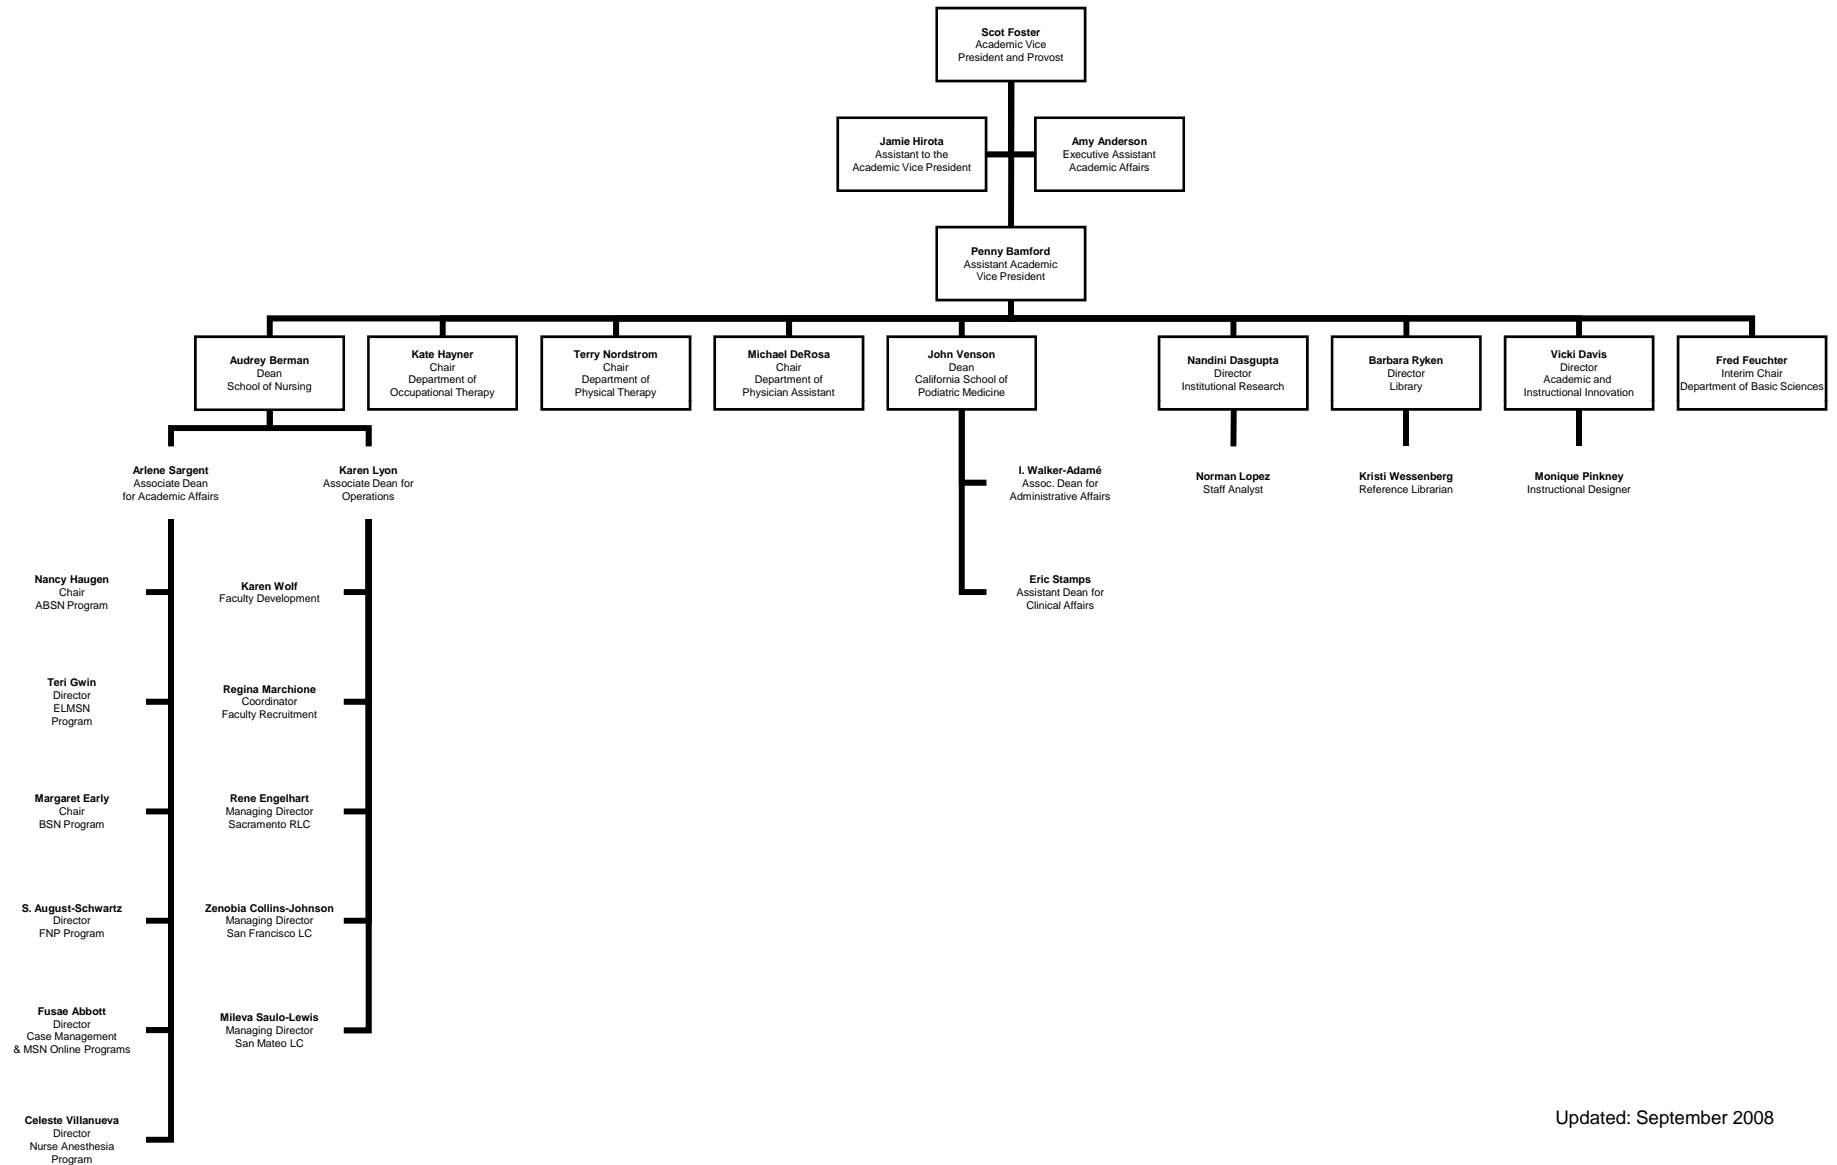 Scot Foster
Academic Vice
President and Provost
Jamie Hirota
Assistant to the
Academic Vice President
Amy Anderson
Executive Assistant
Academic Affairs
Penny Bamford
Assistant Academic
Vice President
Audrey Berman
Dean
School of Nursing
Kate Hayner
Chair
Department of
Occupational Therapy
Terry Nordstrom
Chair
Department of
Physical Therapy
Michael DeRosa
Chair
Department of
Physician Assistant
John Venson
Dean
California School of
Podiatric Medicine
Nandini Dasgupta
Director
Institutional Research
Barbara Ryken
Director
Library
Vicki Davis
Director
Academic and
Instructional Innovation
Fred Feuchter
Interim Chair
Department of Basic Sciences
Arlene Sargent
Associate Dean
for Academic Affairs
Karen Lyon
Associate Dean for
Operations
I. Walker-Adamé
Assoc. Dean for
Administrative Affairs
Norman Lopez
Staff Analyst
Kristi Wessenberg
Reference Librarian
Monique Pinkney
Instructional Designer
Nancy Haugen
Chair
ABSN Program
Karen Wolf
Faculty Development
Eric Stamps
Assistant Dean for
Clinical Affairs
Teri Gwin
Director
ELMSN
Program
Regina Marchione
Coordinator
Faculty Recruitment
Margaret Early
Chair
BSN Program
Rene Engelhart
Managing Director
Sacramento RLC
S. August-Schwartz
Director
FNP Program
Zenobia Collins-Johnson
Managing Director
San Francisco LC
Fusae Abbott
Director
Case Management
& MSN Online Programs
Mileva Saulo-Lewis
Managing Director
San Mateo LC
Celeste Villanueva
Director
Nurse Anesthesia
Program
Updated: September 2008